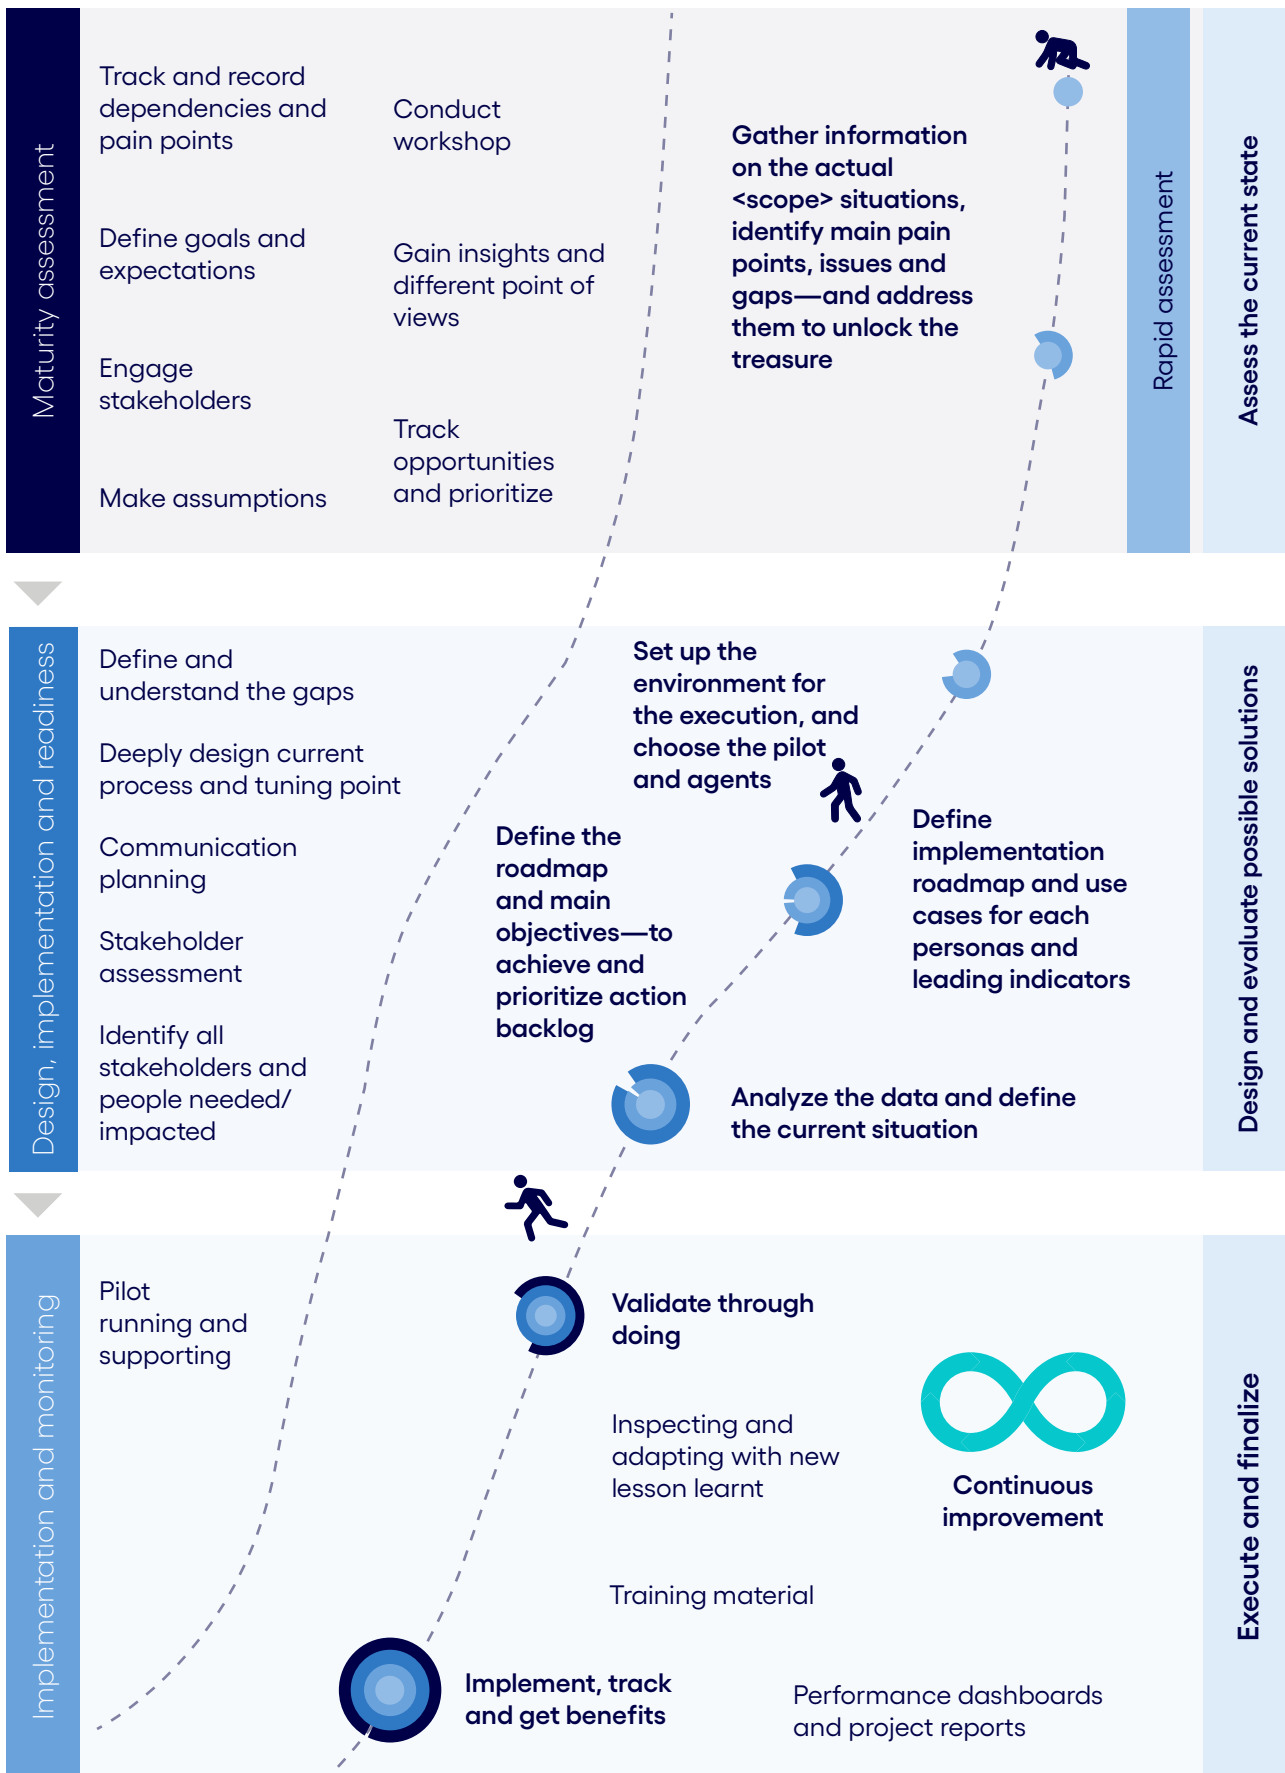 Maturity assessment
Track and record
dependencies and
pain points
Define goals and
expectations
Engage
stakeholders
Make assumptions
Conduct
workshop
Gain insights and
different point of
views
Track
opportunities
and prioritize
Gather information
on the actual
<scope> situations,
identify main pain
points, issues and
gaps—and address
them to unlock the
treasure
Rapid assessment
Assess the current state
Design, implementation and readiness
Define and
understand the gaps
Deeply design current
process and tuning point
Communication
planning
Stakeholder
assessment
Identify all
stakeholders and
people needed/
impacted
Set up the
environment for
the execution, and
choose the pilot
and agents
Define the
roadmap
and main
objectives—to
achieve and
prioritize action
backlog
Define
implementation
roadmap and use
cases for each
personas and
leading indicators
Analyze the data and define
the current situation
Design and evaluate possible solutions
Implementation and monitoring
Pilot
running and
supporting
Validate through
doing
Inspecting and
adapting with new
lesson learnt
Continuous
improvement
Training material
Implement, track
and get benefits
Performance dashboards
and project reports
Execute and finalize